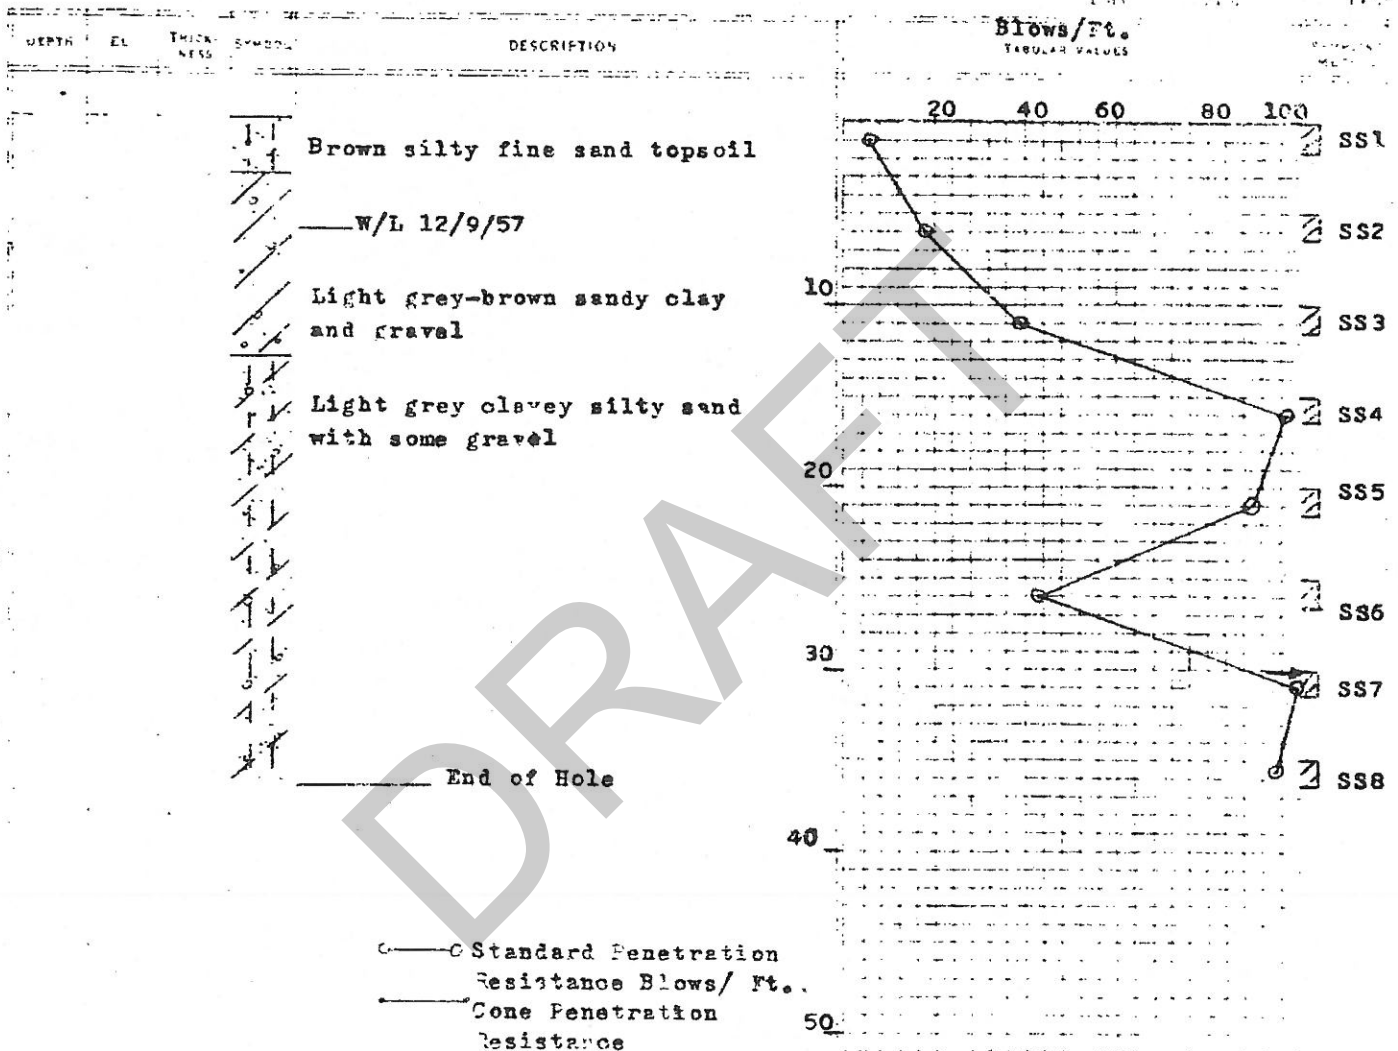 Blows/Ft.
TABULAR VALUES
DEPTH EL THICK-NESS SYMBOL DESCRIPTION
20 40 60 80 100
Brown silty fine sand topsoil
SS1
W/L 12/9/57
SS2
10
Light grey-brown sandy clay
and gravel
SS3
Light grey clayey silty sand
with some gravel
SS4
20
SS5
SS6
30
SS7
End of Hole
SS8
40
Standard Penetration
Resistance Blows/ Ft.
Cone Penetration
Resistance
50
DRAFT